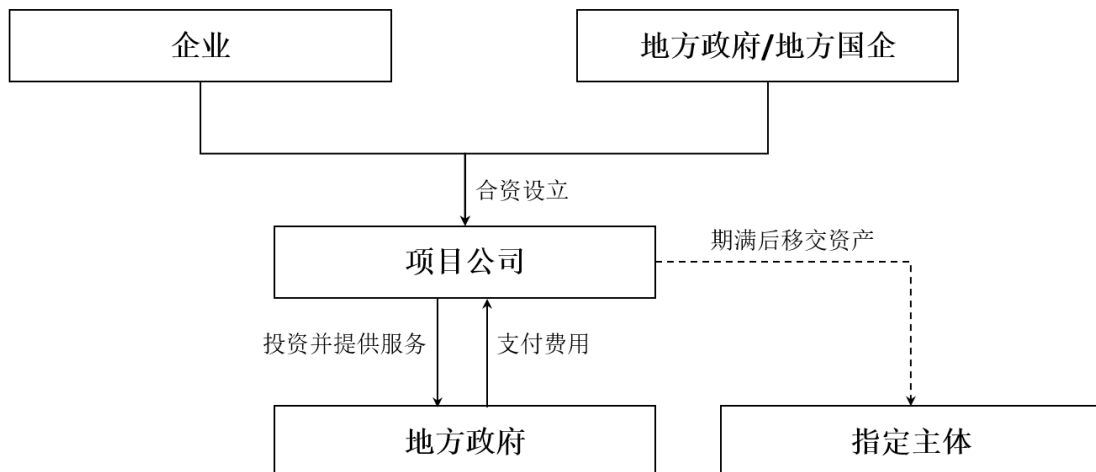 企业
地方政府/地方国企
合资设立
项目公司
期满后移交资产
投资并提供服务
支付费用
地方政府
指定主体